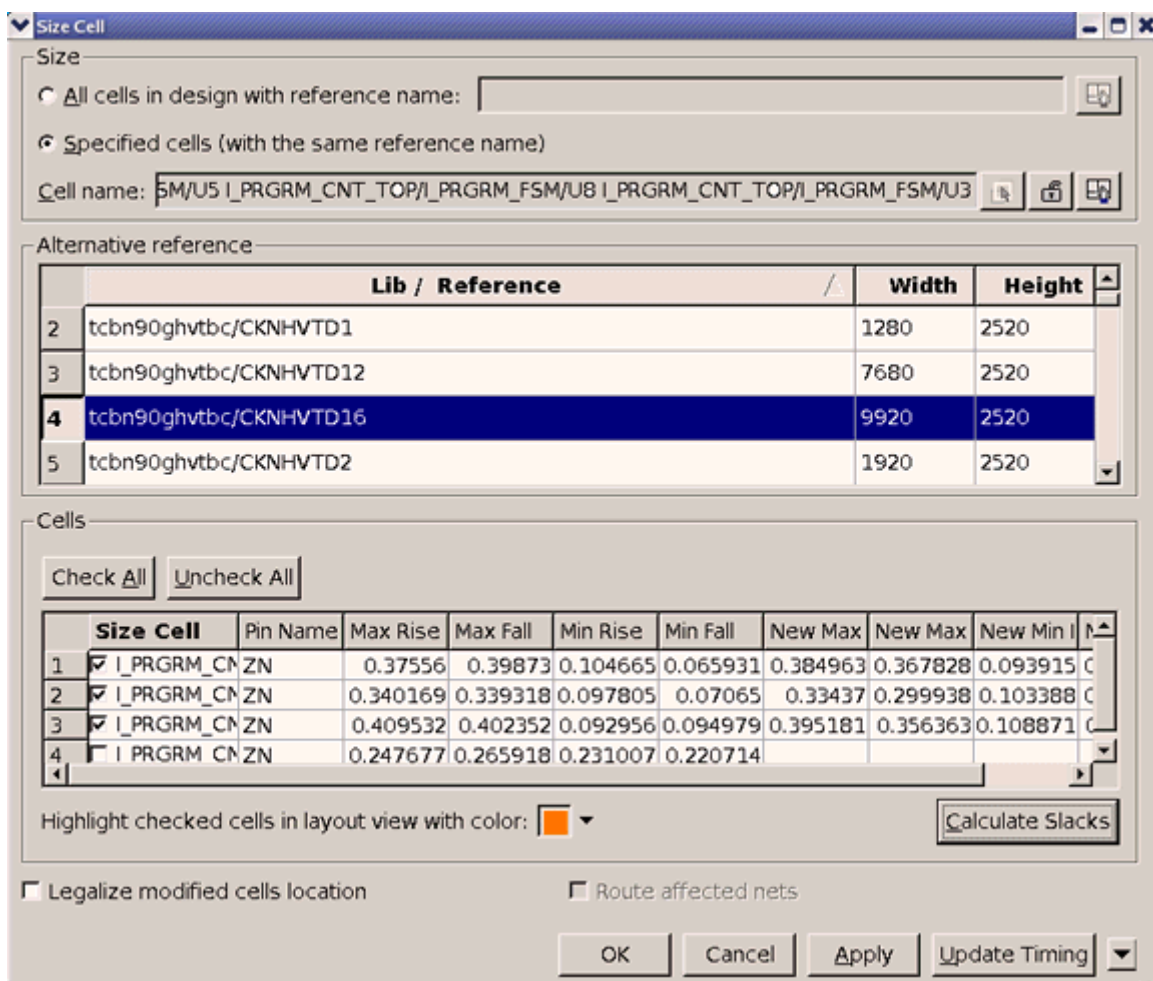 Size Cell
Size
All cells in design with reference name:
Specified cells (with the same reference name)
Cell name: SM/U5 I_PRGRM_CNT_TOP/I_PRGRM_FSM/U8 I_PRGRM_CNT_TOP/I_PRGRM_FSM/U3
Alternative reference
Lib / Reference Width Height
2 tcbn90ghvtbc/CKNHVTD1 1280 2520
3 tcbn90ghvtbc/CKNHVTD12 7680 2520
4 tcbn90ghvtbc/CKNHVTD16 9920 2520
5 tcbn90ghvtbc/CKNHVTD2 1920 2520
Cells
Check All Uncheck All
Size Cell Pin Name Max Rise Max Fall Min Rise Min Fall New Max New Max New Min
1 I_PRGRM_CN ZN 0.37556 0.39873 0.104665 0.065931 0.384963 0.367828 0.093915
2 I_PRGRM_CN ZN 0.340169 0.339318 0.097805 0.07065 0.33437 0.299938 0.103388
3 I_PRGRM_CN ZN 0.409532 0.402352 0.092956 0.094979 0.395181 0.356363 0.108871
4 I_PRGRM_CN ZN 0.247677 0.265918 0.231007 0.220714
Highlight checked cells in layout view with color: Calculate Slacks
Legalize modified cells location Route affected nets
OK Cancel Apply Update Timing